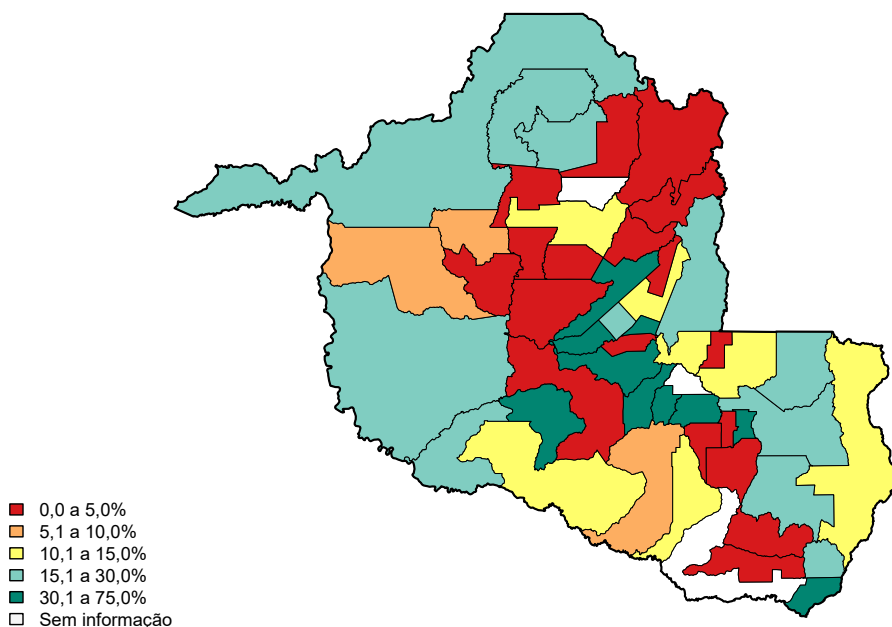 0,0 a 5,0%
5,1 a 10,0%
10,1 a 15,0%
15,1 a 30,0%
30,1 a 75,0%
Sem informação